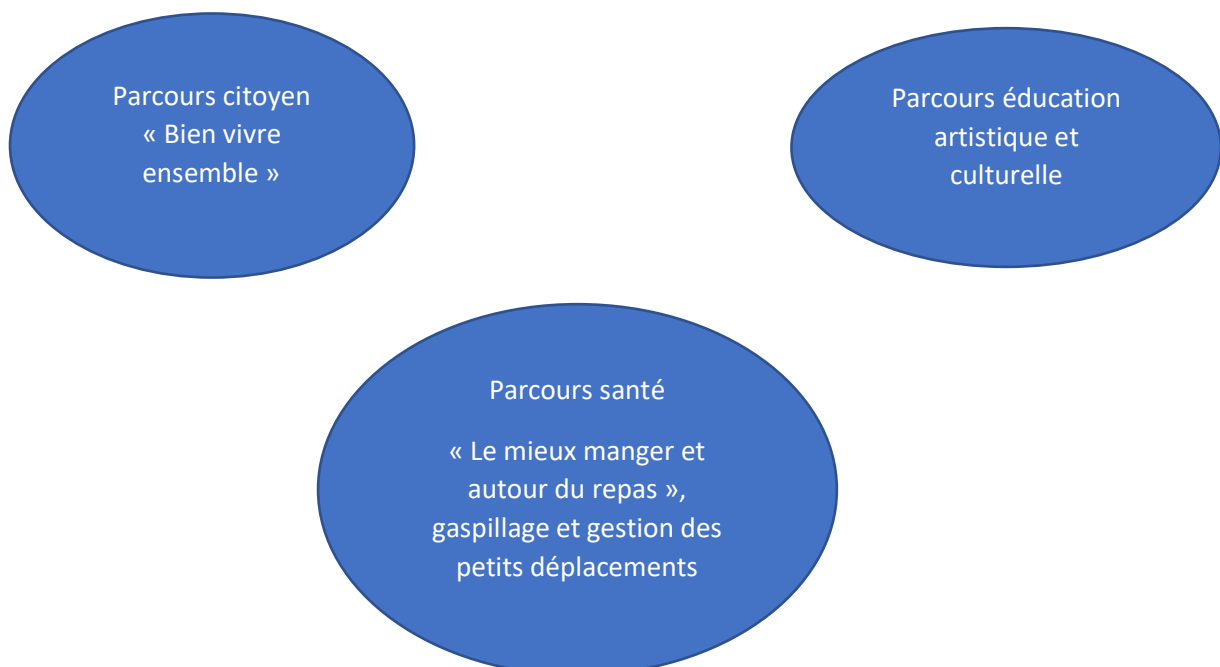 Parcours citoyen
« Bien vivre
ensemble »
Parcours éducation
artistique et
culturelle
Parcours santé
« Le mieux manger et
autour du repas »,
gaspillage et gestion des
petits déplacements